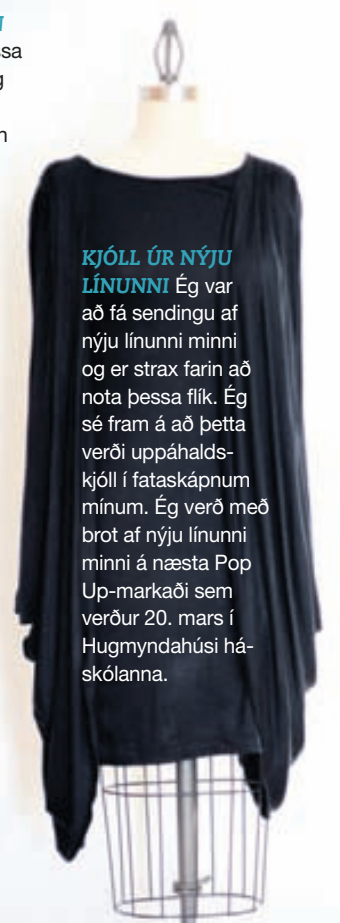 ssa
g
n
KJÓLL ÚR NÝJU
LÍNUNNI Ég var
að fá sendingu af
nýju línunni minni
og er strax farin að
nota þessa flík. Ég
sé fram á að þetta
verði uppáhalds-
kjóll í fataskápnum
mínum. Ég verð með
brot af nýju línunni
minni á næsta Pop
Up-markaði sem
verður 20. mars í
Hugmyndahúsi há-
skólanna.